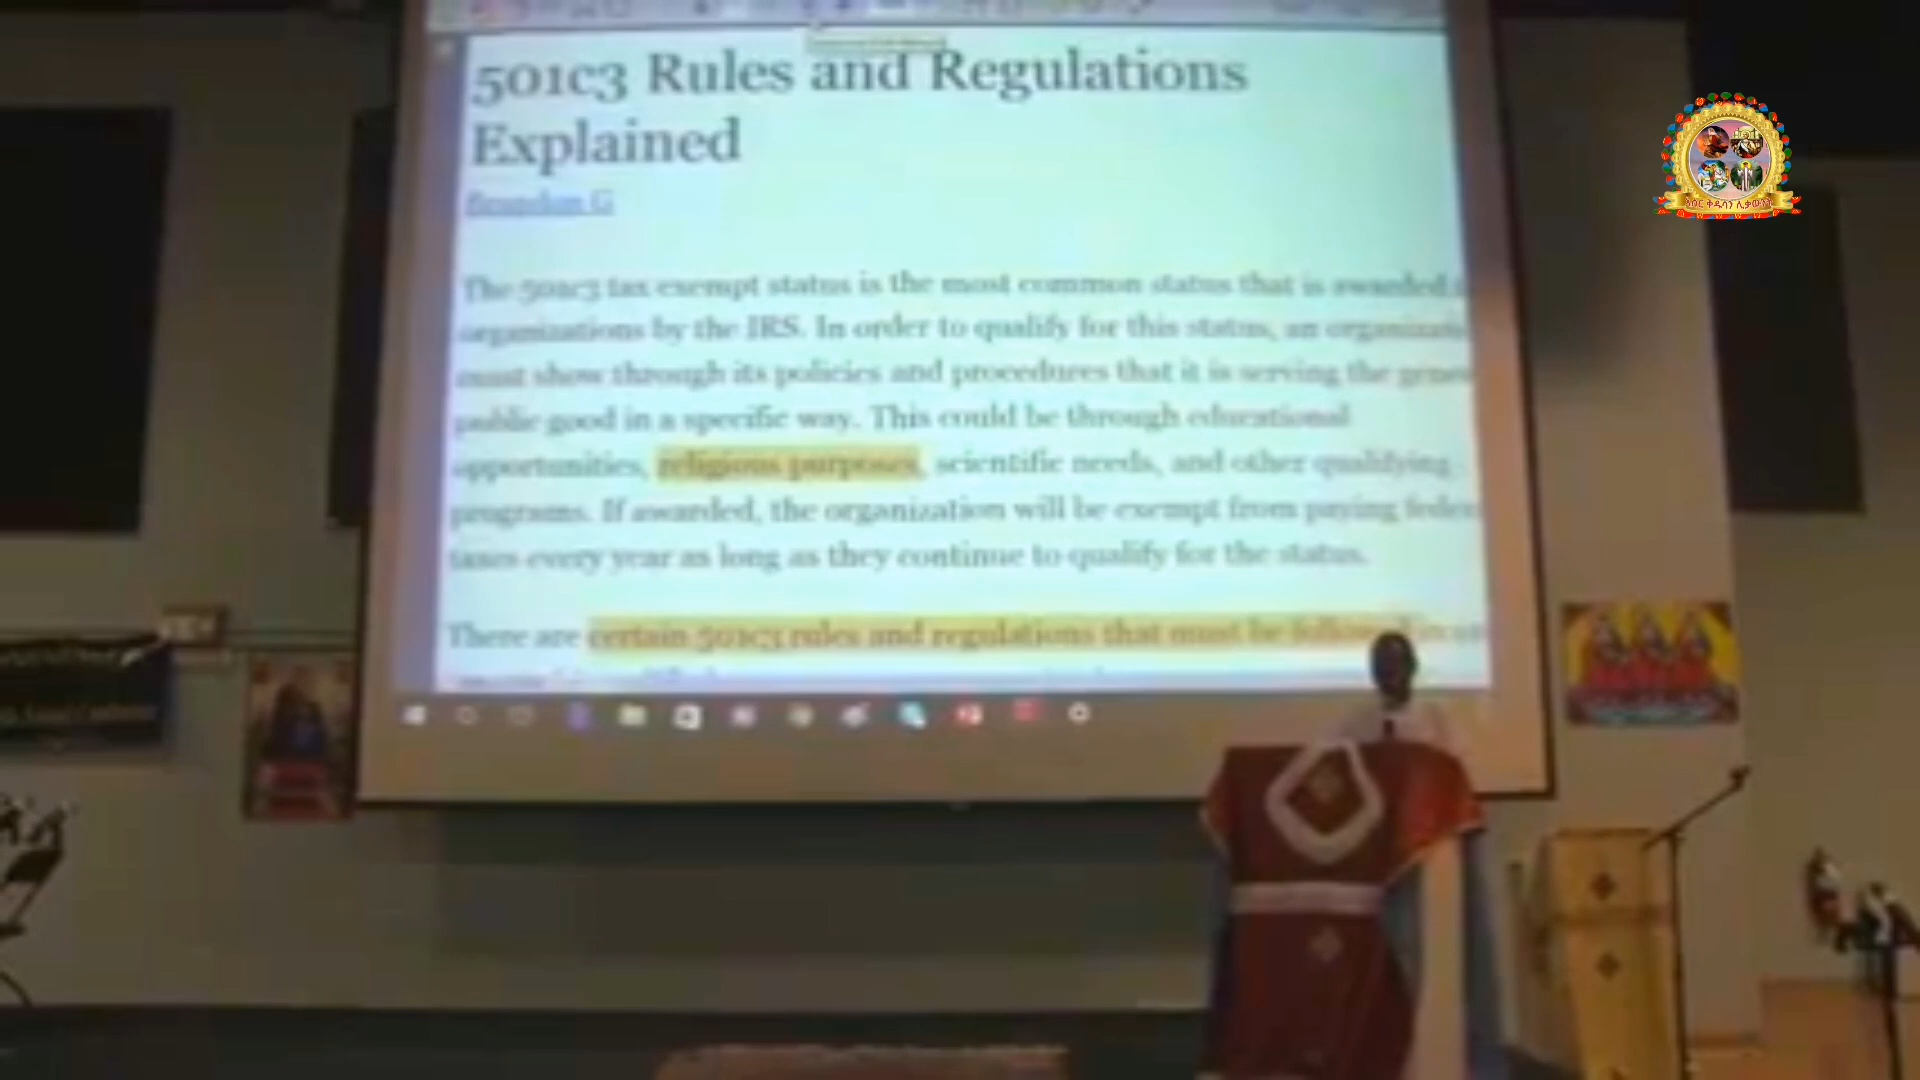 501c3 Rules and Regulations
Explained
Brandon G
The 501c3 tax exempt status is the most common status that is awarded
organizations by the IRS. In order to qualify for this status, an
must show through its policies and procedures that it is serving the
public good in a specific way. This could be through educational
opportunities, religious purposes, scientific needs, and other qualifying
programs. If awarded, the organization will be exempt from paying
taxes every year as long as they continue to qualify for the status.
There are certain 501c3 rules and regulations that must be followed